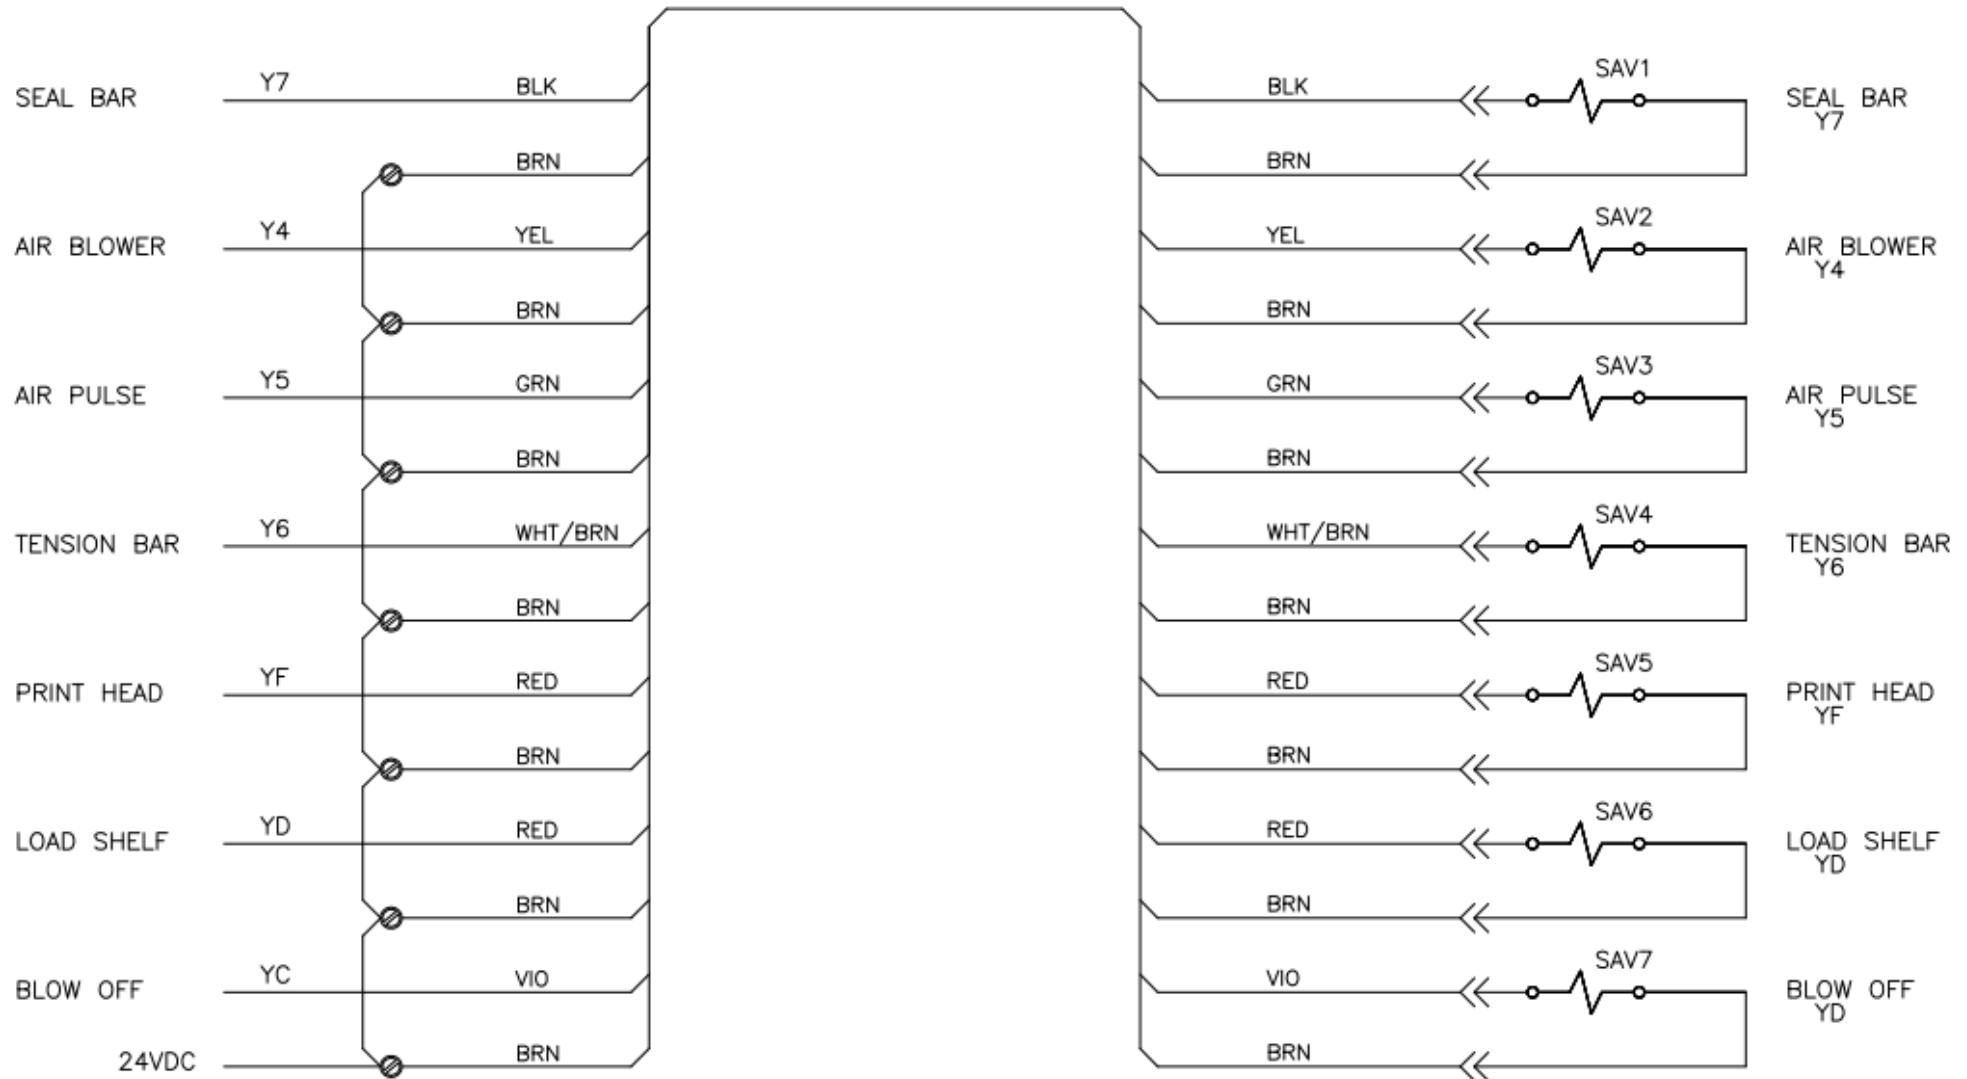 SEAL BAR Y7 BLK BLK SAV1 SEAL BAR
Y7
BRN BRN
AIR BLOWER Y4 YEL YEL SAV2 AIR BLOWER
Y4
BRN BRN
AIR PULSE Y5 GRN GRN SAV3 AIR PULSE
Y5
BRN BRN
TENSION BAR Y6 WHT/BRN WHT/BRN SAV4 TENSION BAR
Y6
BRN BRN
PRINT HEAD YF RED RED SAV5 PRINT HEAD
YF
BRN BRN
LOAD SHELF YD RED RED SAV6 LOAD SHELF
YD
BRN BRN
BLOW OFF YC VIO VIO SAV7 BLOW OFF
YD
24VDC BRN BRN